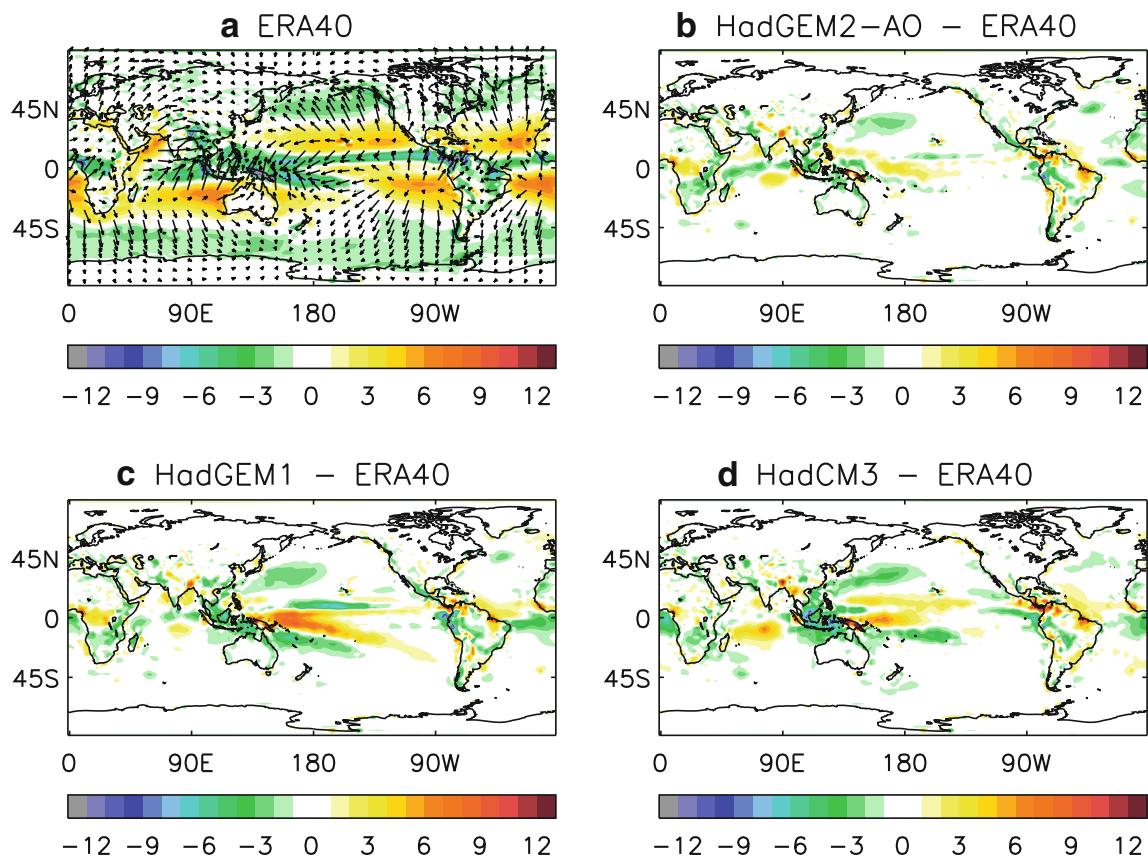 a ERA40
b HadGEM2-AO - ERA40
45N
0
45S
0 90E 180 90W
-12 -9 -6 -3 0 3 6 9 12
45N
0
45S
0 90E 180 90W
-12 -9 -6 -3 0 3 6 9 12
c HadGEM1 - ERA40
d HadCM3 - ERA40
45N
0
45S
0 90E 180 90W
-12 -9 -6 -3 0 3 6 9 12
45N
0
45S
0 90E 180 90W
-12 -9 -6 -3 0 3 6 9 12